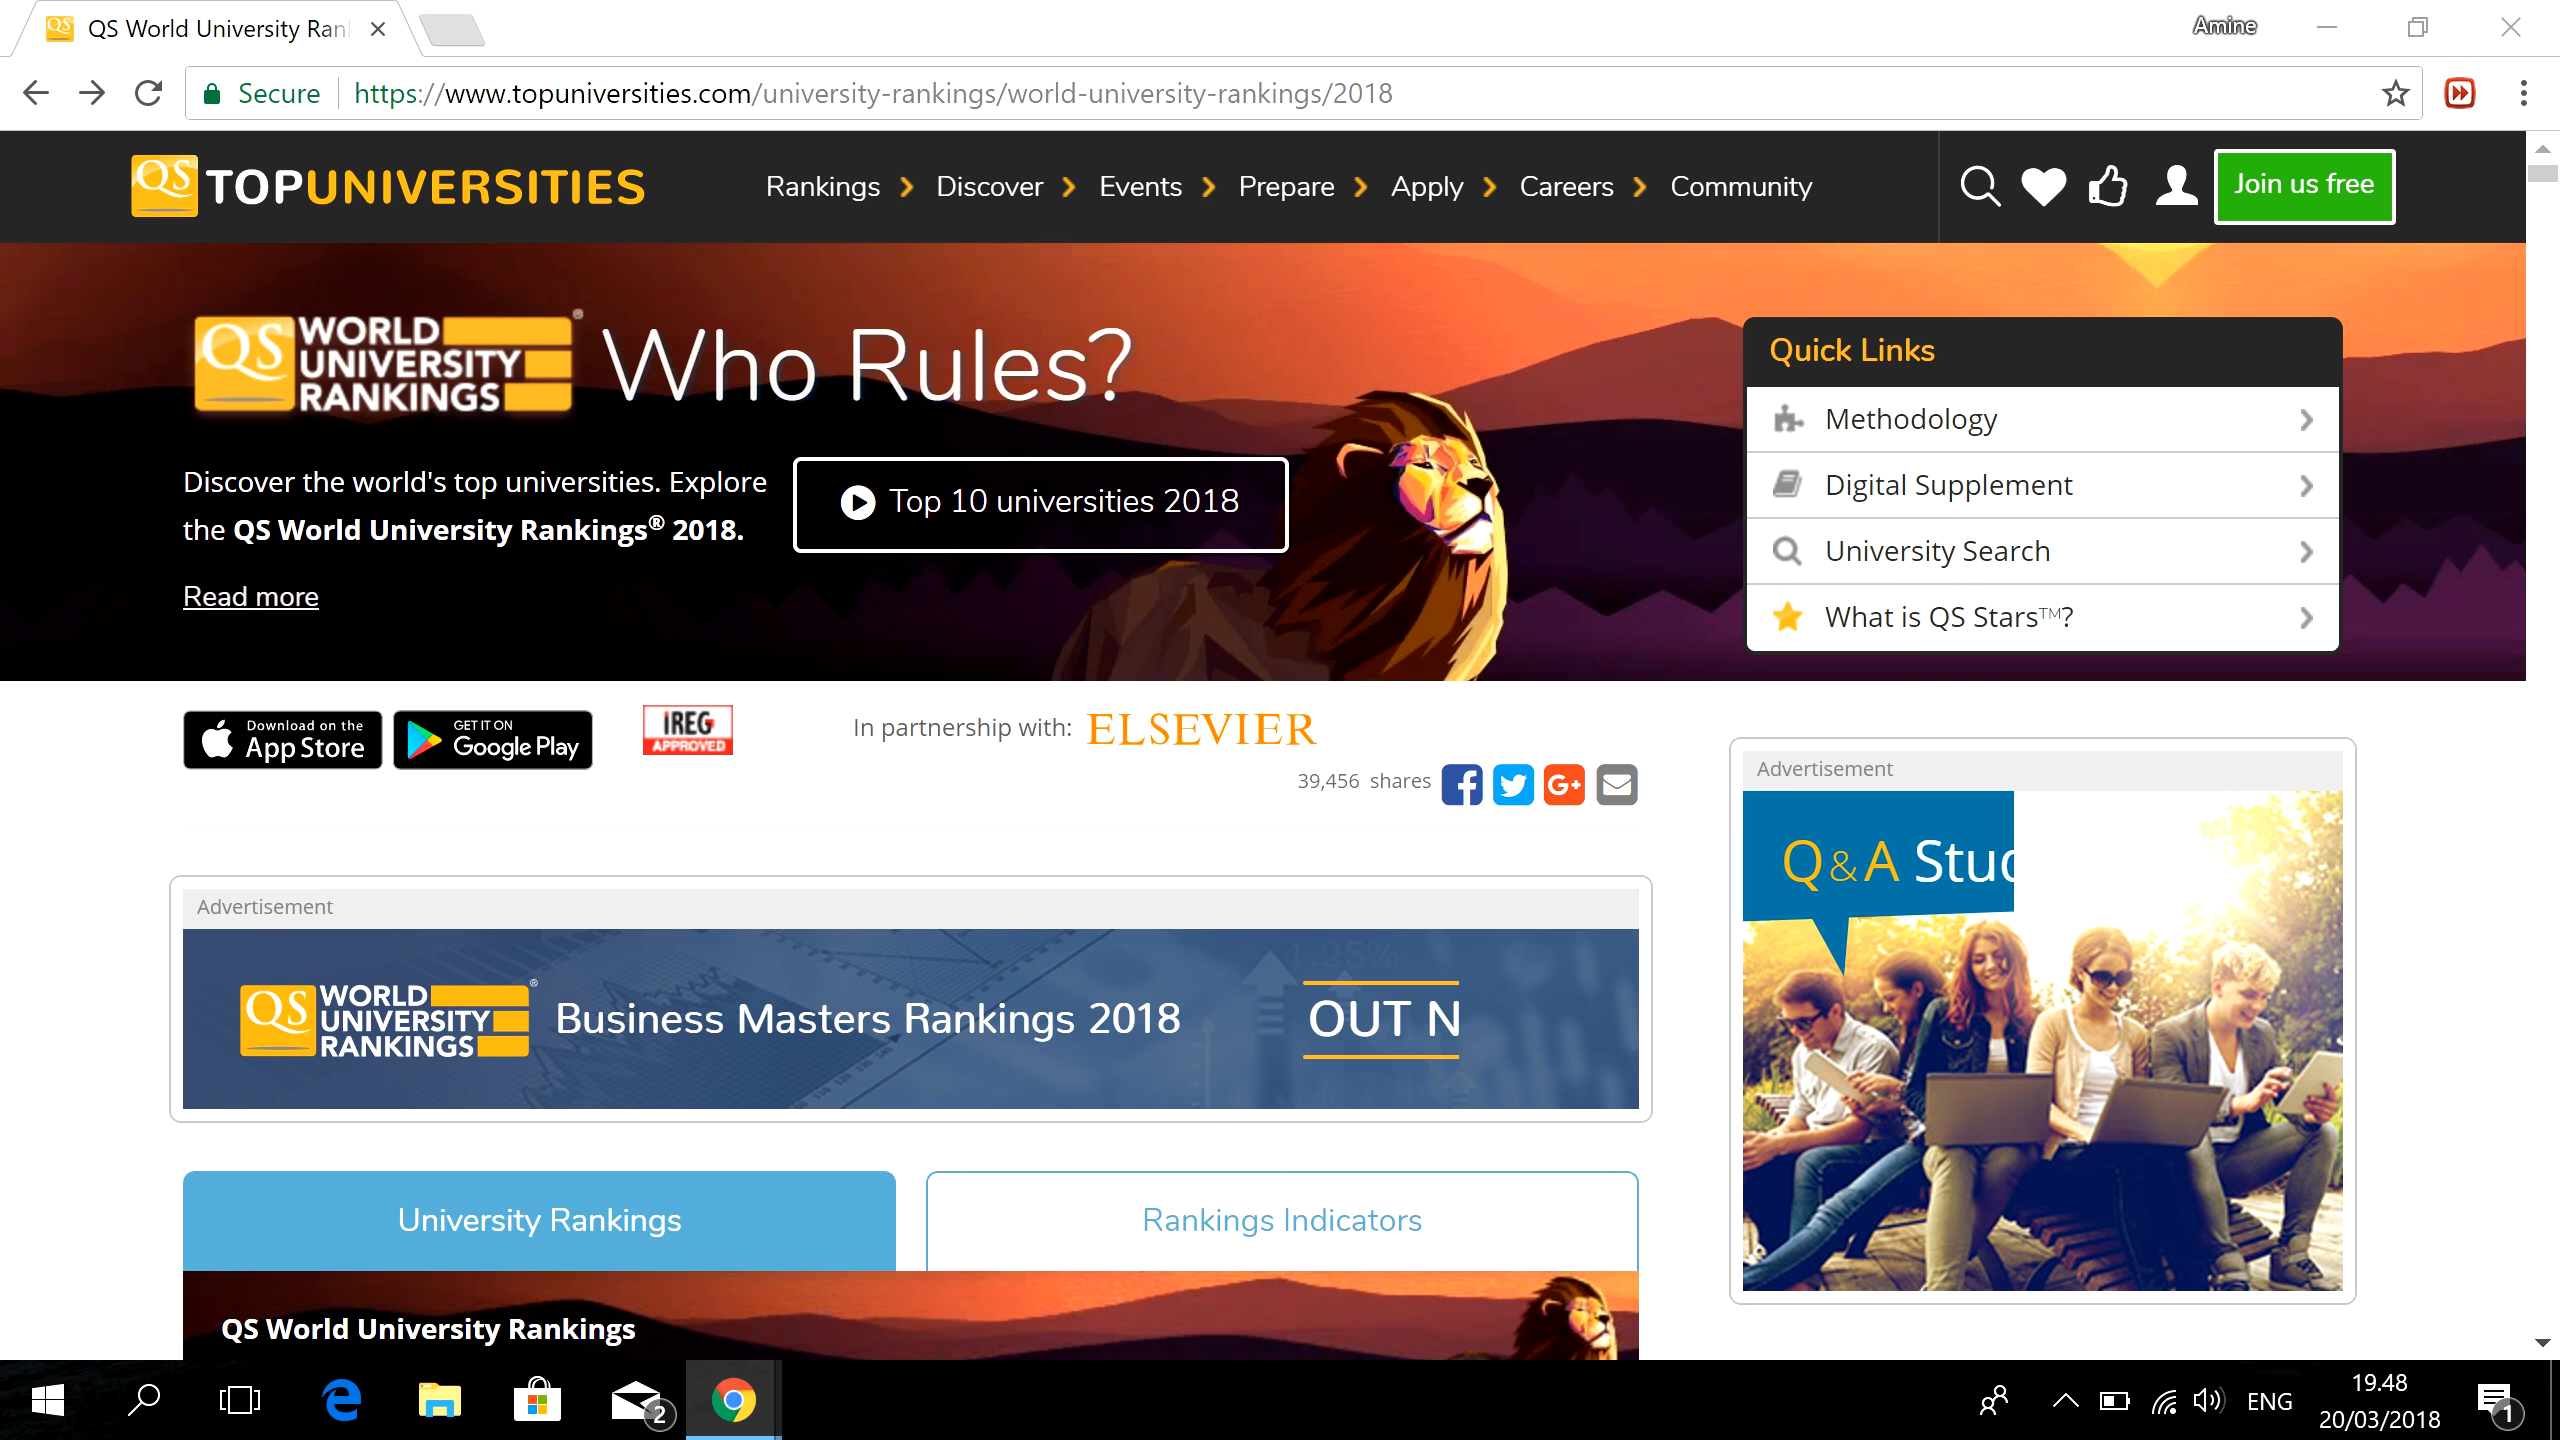 QS World University Ran
Amine
Secure
https://www.topuniversities.com/university-rankings/world-university-rankings/2018
QS TOPUNIVERSITIES
Rankings
Discover
Events
Prepare
Apply
Careers
Community
Join us free
QS WORLD
UNIVERSITY
RANKINGS
®
Who Rules?
Discover the world's top universities. Explore
the QS World University Rankings® 2018.
Read more
Top 10 universities 2018
Quick Links
Methodology
Digital Supplement
University Search
What is QS Stars™?
Download on the
App Store
GET IT ON
Google Play
IREG
APPROVED
In partnership with: ELSEVIER
39,456 shares
Advertisement
QS WORLD
UNIVERSITY
RANKINGS
®
Business Masters Rankings 2018
1.25%
OUT N
Advertisement
Q&A Stud
University Rankings
Rankings Indicators
QS World University Rankings
2
ENG
19.48
20/03/2018
1